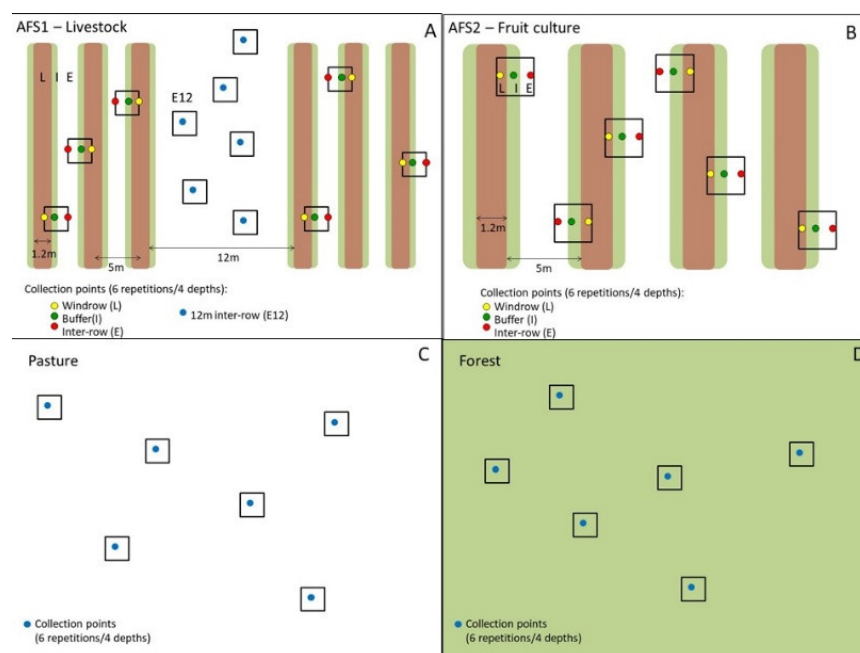 AFS1 – Livestock
A
L I E
E12
1.2m
5m
12m
Collection points (6 repetitions/4 depths):
Windrow (L)
Buffer(I)
Inter-row (E)
12m inter-row (E12)
AFS2 – Fruit culture
B
L I E
1.2m
5m
Collection points (6 repetitions/4 depths):
Windrow (L)
Buffer (I)
Inter-row (E)
Pasture
C
Collection points
(6 repetitions/4 depths)
Forest
D
Collection points
(6 repetitions/4 depths)